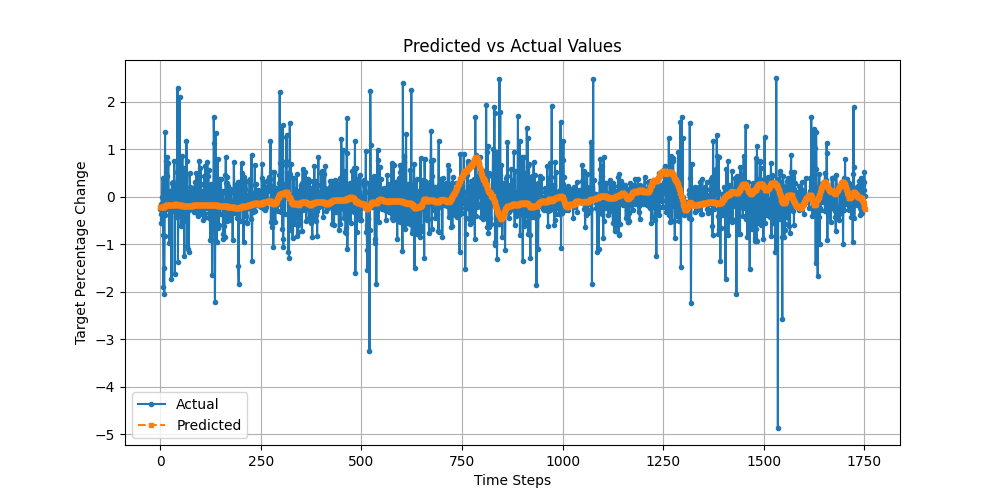 Predicted vs Actual Values
Target Percentage Change
2
1
0
−1
−2
−3
−4
−5
Actual
Predicted
0 250 500 750 1000 1250 1500 1750
Time Steps